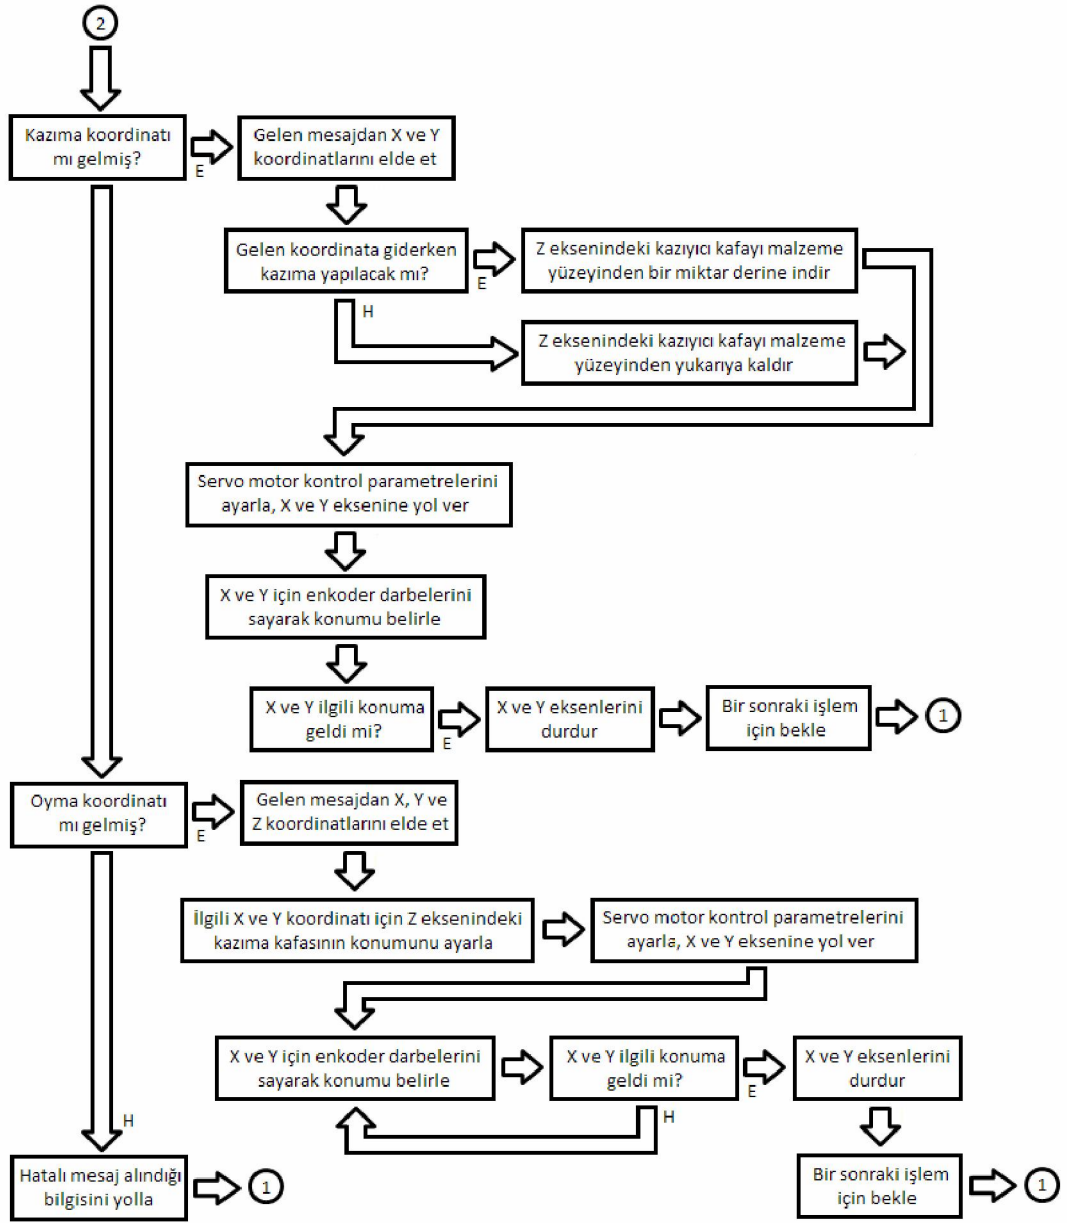 2
Kazıma koordinatı
mı gelmiş?
E
Gelen mesajdan X ve Y
koordinatlarını elde et
Gelen koordinata giderken
kazıma yapılacak mı?
E
H
Z eksenindeki kazıyıcı kafayı malzeme
yüzeyinden bir miktar derine indir
Z eksenindeki kazıyıcı kafayı malzeme
yüzeyinden yukarıya kaldır
Servo motor kontrol parametrelerini
ayarla, X ve Y eksenine yol ver
X ve Y için enkoder darbelerini
sayarak konumu belirle
X ve Y ilgili konuma
geldi mi?
E
X ve Y eksenlerini
durdur
Bir sonraki işlem
için bekle
1
Oyma koordinatı
mı gelmiş?
E
Gelen mesajdan X, Y ve
Z koordinatlarını elde et
İlgili X ve Y koordinatı için Z eksenindeki
kazıma kafasının konumunu ayarla
Servo motor kontrol parametrelerini
ayarla, X ve Y eksenine yol ver
X ve Y için enkoder darbelerini
sayarak konumu belirle
X ve Y ilgili konuma
geldi mi?
E
H
X ve Y eksenlerini
durdur
H
Hatalı mesaj alındığı
bilgisini yolla
1
Bir sonraki işlem
için bekle
1